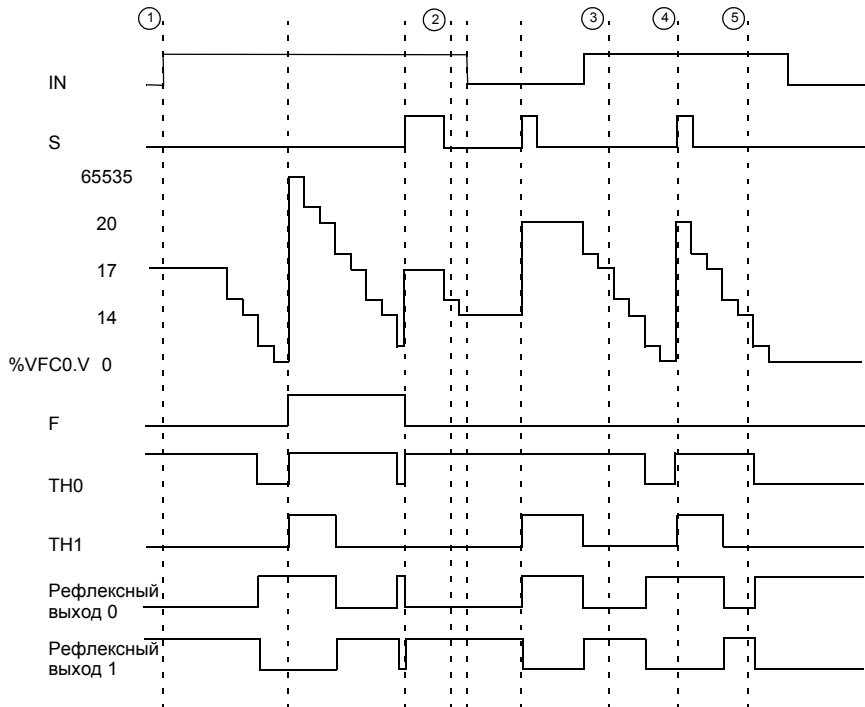 1 2 3 4 5
IN
S
65535
20
17
14
%VFC0.V 0
F
TH0
TH1
Рефлексный
выход 0
Рефлексный
выход 1